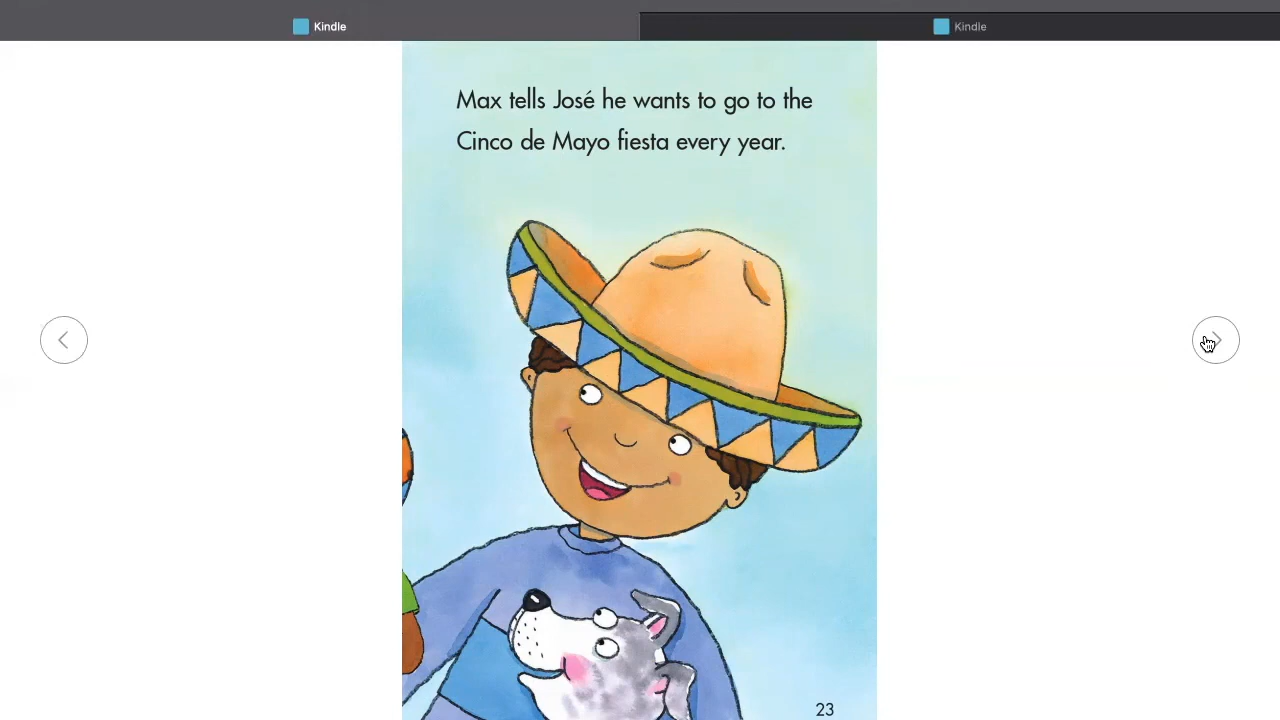 Kindle
Kindle
Max tells José he wants to go to the
Cinco de Mayo fiesta every year.
23